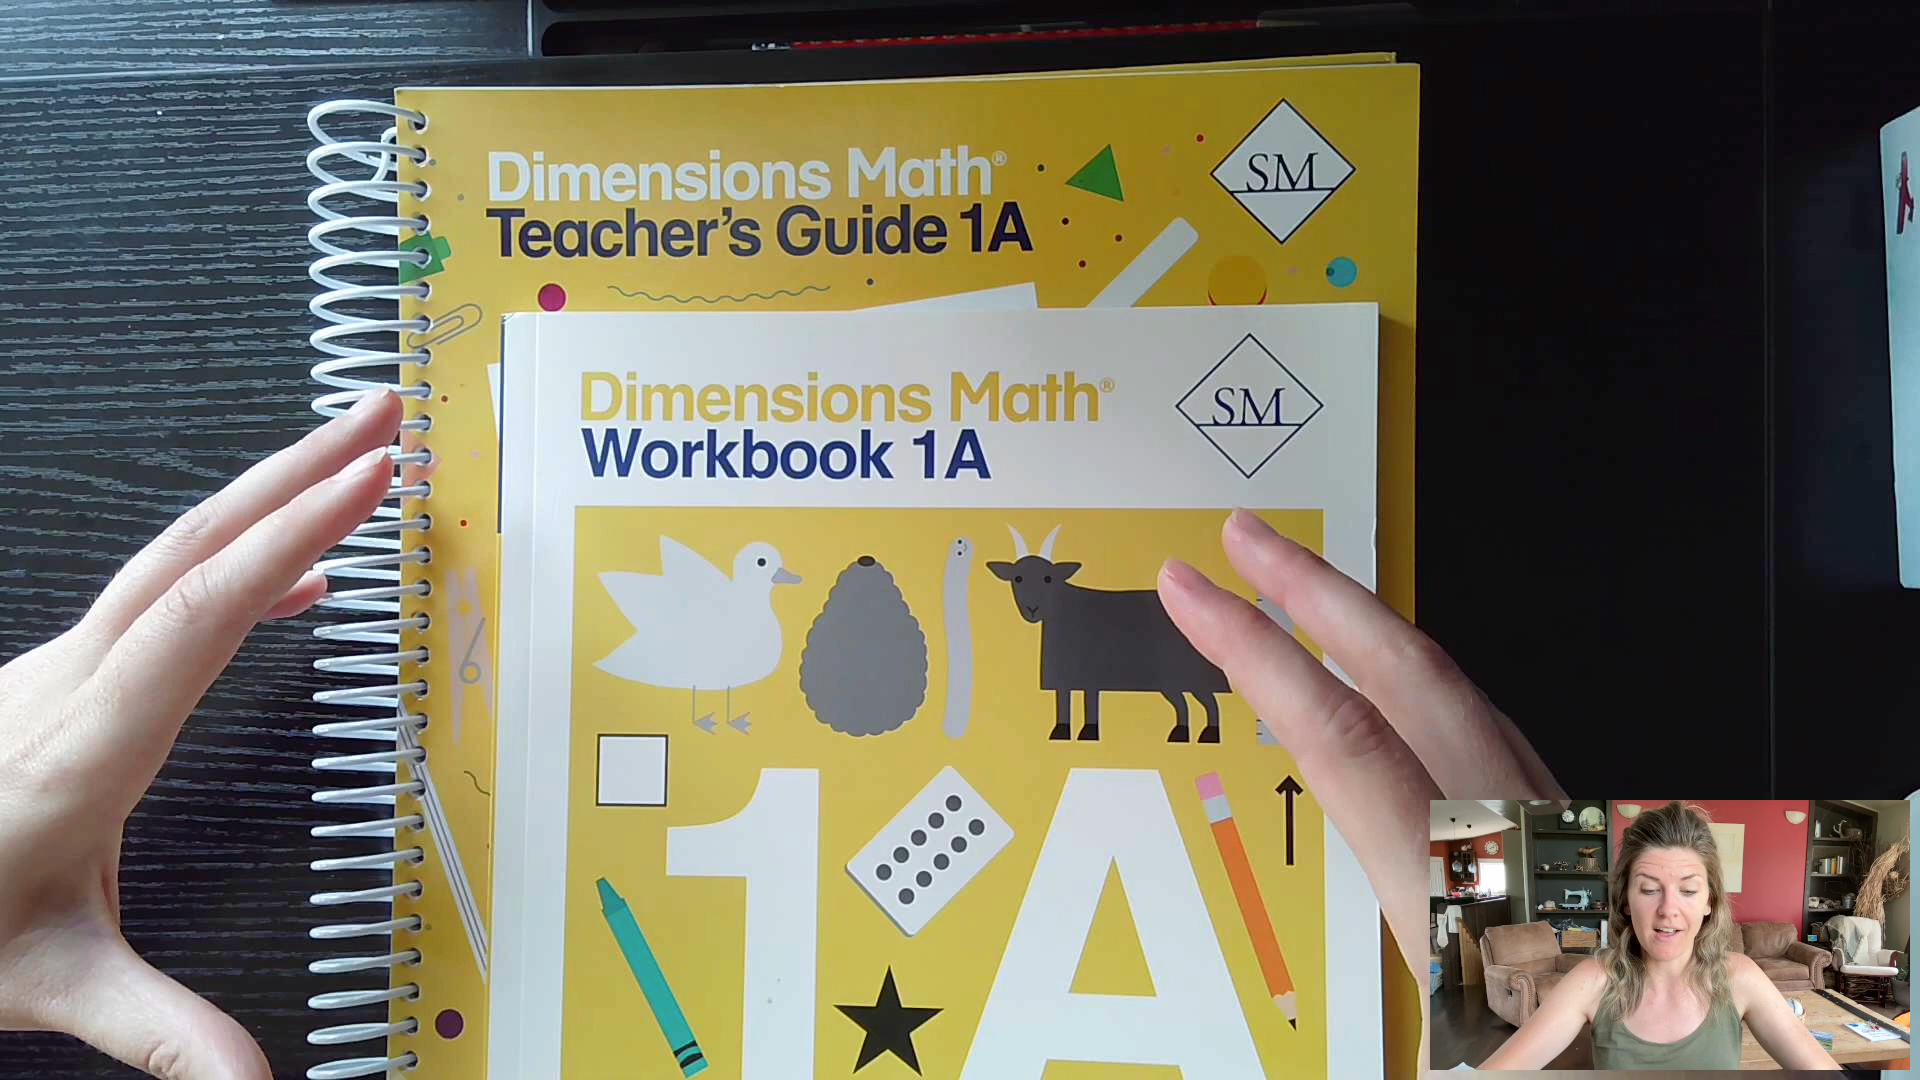 Dimensions Math®
Teacher's Guide 1A
SM
Dimensions Math®
Workbook 1A
SM
1A